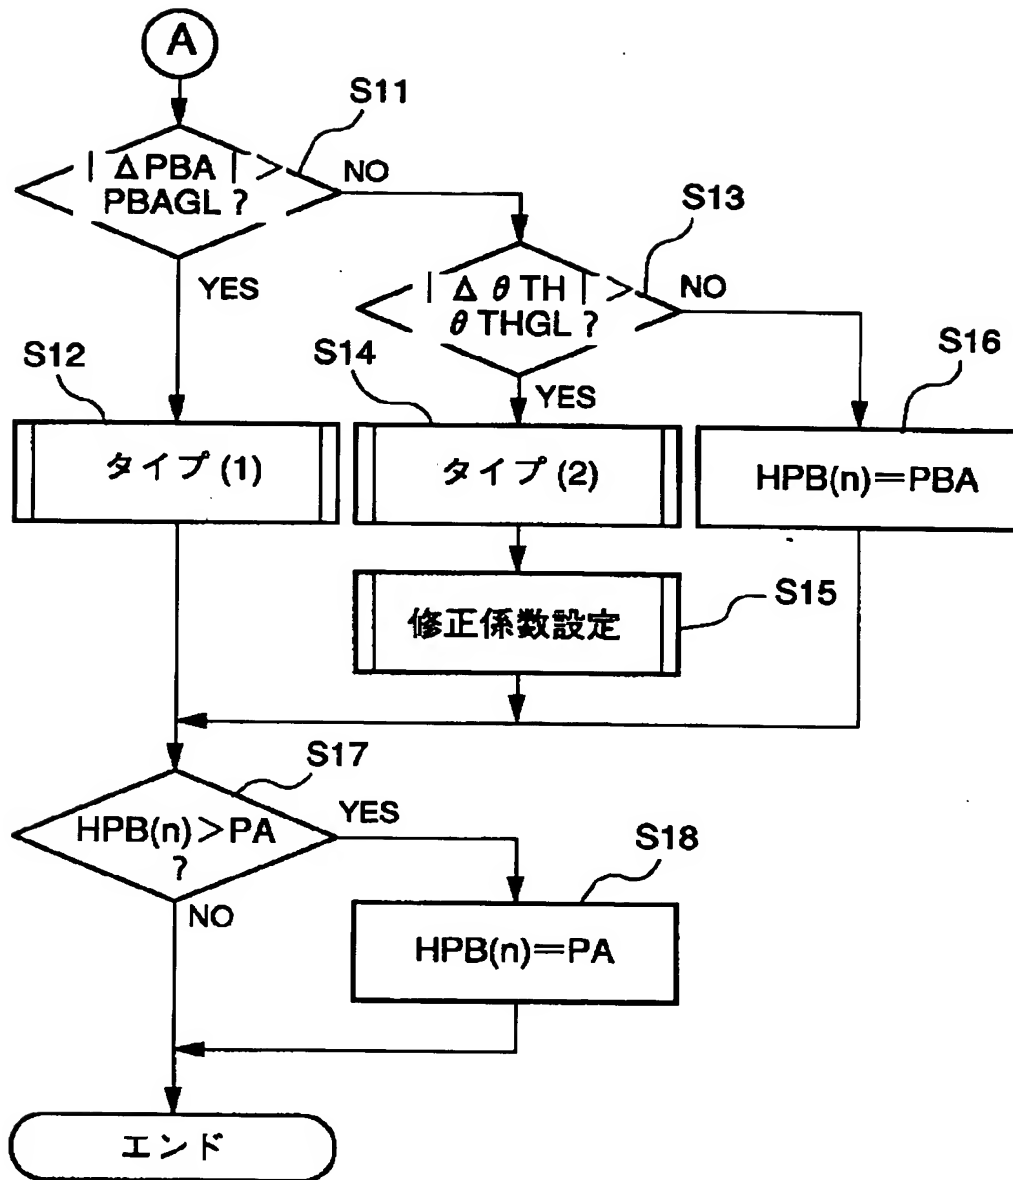 A
S11
| ΔPBA | >
PBAGL ?
NO
YES
S13
| Δ θ TH | >
θ THGL ?
NO
YES
S12
タイプ (1)
S14
タイプ (2)
S16
HPB(n)=PBA
S15
修正係数設定
S17
HPB(n)>PA
?
YES
NO
S18
HPB(n)=PA
エンド